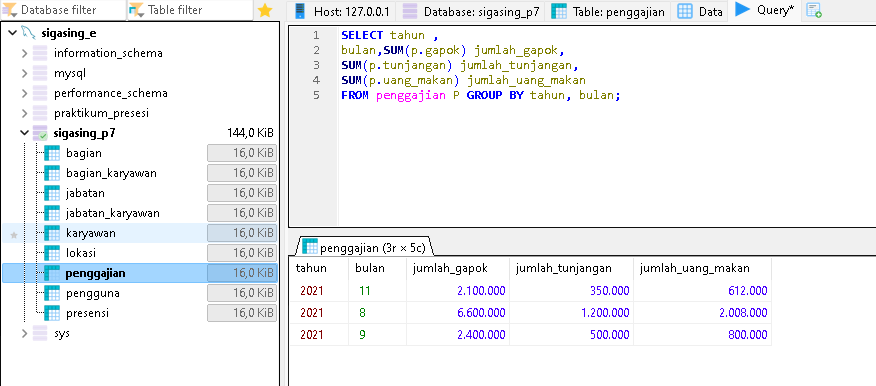 Database filter
Table filter
sigasing_e
information_schema
mysql
performance_schema
praktikum_presesi
sigasing_p7 144,0 KiB
bagian 16,0 KiB
bagian_karyawan 16,0 KiB
jabatan 16,0 KiB
jabatan_karyawan 16,0 KiB
karyawan 16,0 KiB
lokasi 16,0 KiB
penggajian 16,0 KiB
pengguna 16,0 KiB
presensi 16,0 KiB
sys
Host: 127.0.0.1 Database: sigasing_p7 Table: penggajian Data Query*
1 SELECT tahun ,
2 bulan,SUM(p.gapok) jumlah_gapok,
3 SUM(p.tunjangan) jumlah_tunjangan,
4 SUM(p.uang_makan) jumlah_uang_makan
5 FROM penggajian P GROUP BY tahun, bulan;
penggajian (3r × 5c)
tahun bulan jumlah_gapok jumlah_tunjangan jumlah_uang_makan
2021 11 2.100.000 350.000 612.000
2021 8 6.600.000 1.200.000 2.008.000
2021 9 2.400.000 500.000 800.000